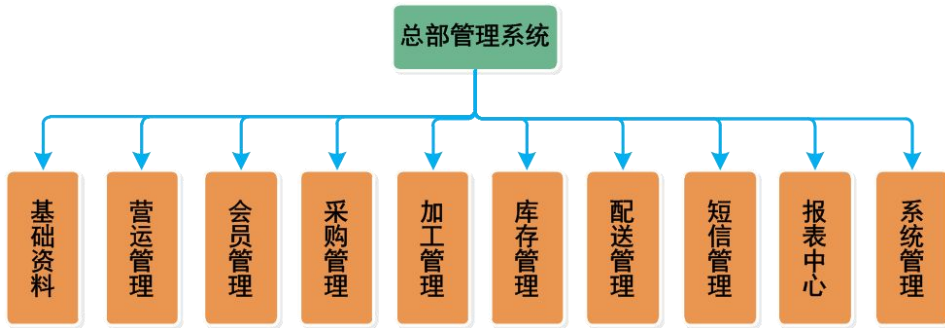 总部管理系统
基础资料
营运管理
会员管理
采购管理
加工管理
库存管理
配送管理
短信管理
报表中心
系统管理